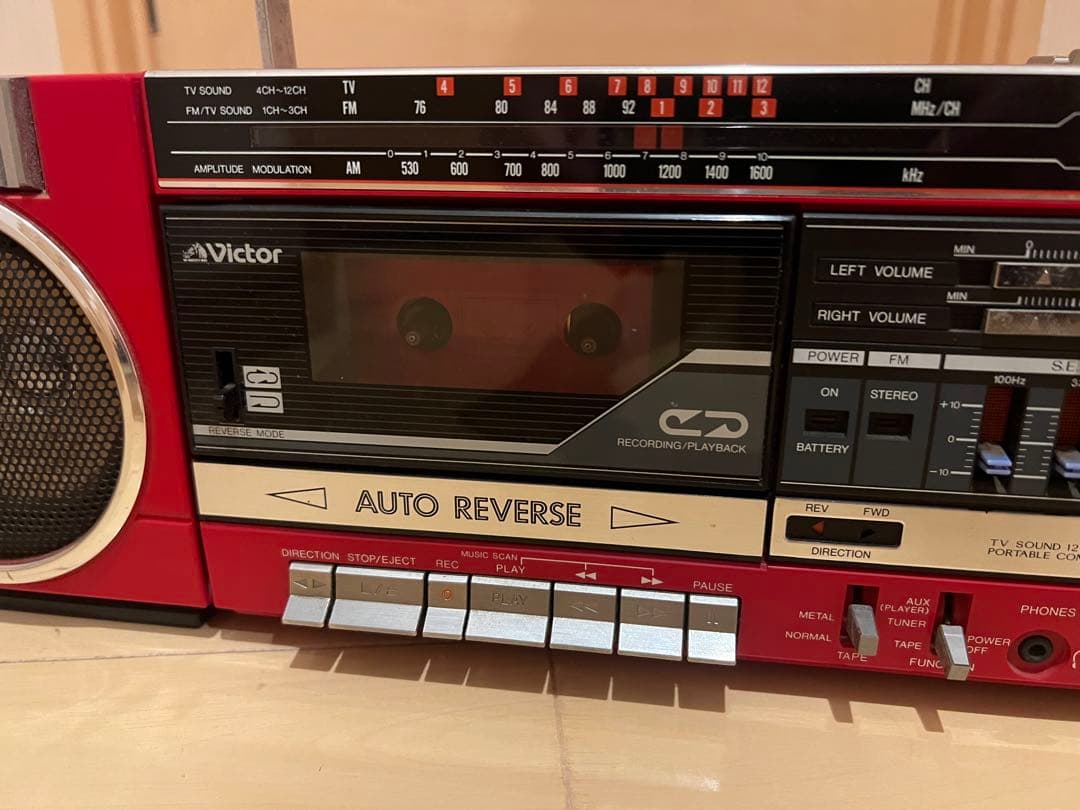 TV SOUND 4CH~12CH TV 4 5 6 7 8 9 10 11 12 CH
FM/TV SOUND 1CH~3CH FM 76 80 84 88 92 1 2 3 MHz/CH
0 1 2 3 4 5 6 7 8 9 10
AMPLITUDE MODULATION AM 530 600 700 800 1000 1200 1400 1600 kHz
Victor
REVERSE MODE
RECORDING/PLAYBACK
AUTO REVERSE
MIN 0
LEFT VOLUME
MIN
RIGHT VOLUME
POWER FM
ON STEREO
BATTERY
100Hz
+10
0
-10
REV FWD
DIRECTION
TV SOUND 12
PORTABLE CO
DIRECTION STOP/EJECT REC MUSIC SCAN
PLAY ◀◀ ▶▶ PAUSE
PLAY
METAL
NORMAL
TAPE
AUX
(PLAYER)
TUNER
TAPE
POWER
OFF
PHONES